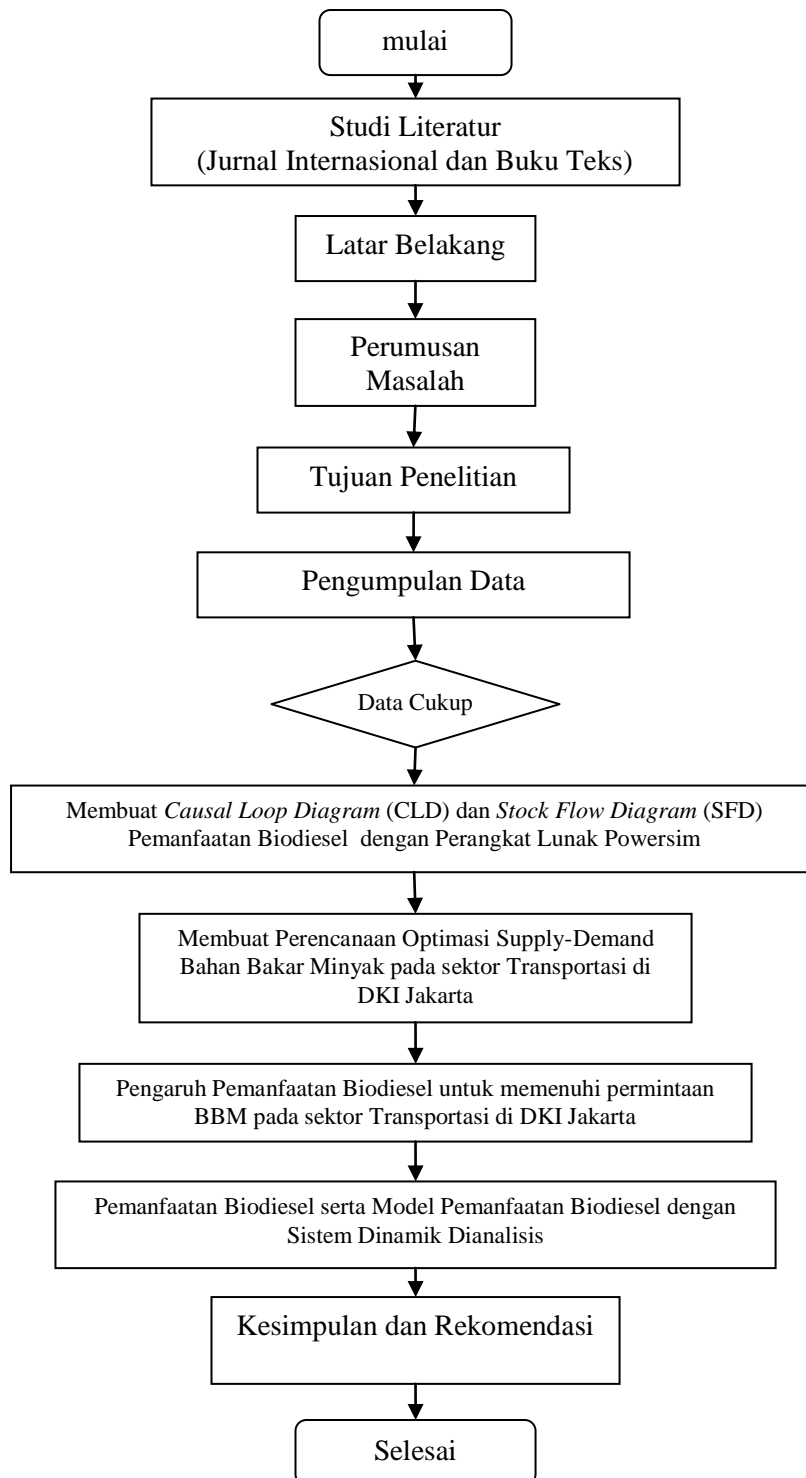 mulai
Studi Literatur
(Jurnal Internasional dan Buku Teks)
Latar Belakang
Perumusan
Masalah
Tujuan Penelitian
Pengumpulan Data
Data Cukup
Membuat Causal Loop Diagram (CLD) dan Stock Flow Diagram (SFD)
Pemanfaatan Biodiesel dengan Perangkat Lunak Powersim
Membuat Perencanaan Optimasi Supply-Demand
Bahan Bakar Minyak pada sektor Transportasi di
DKI Jakarta
Pengaruh Pemanfaatan Biodiesel untuk memenuhi permintaan
BBM pada sektor Transportasi di DKI Jakarta
Pemanfaatan Biodiesel serta Model Pemanfaatan Biodiesel dengan
Sistem Dinamik Dianalisis
Kesimpulan dan Rekomendasi
Selesai